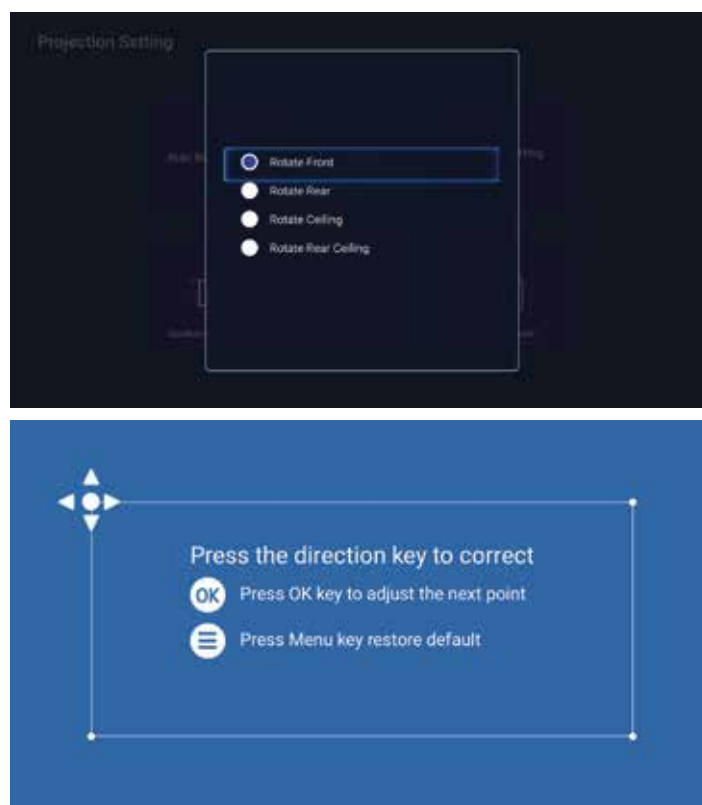 Projection Setting
Rotate Front
Rotate Rear
Rotate Ceiling
Rotate Rear Ceiling
Press the direction key to correct
OK Press OK key to adjust the next point
Press Menu key restore default